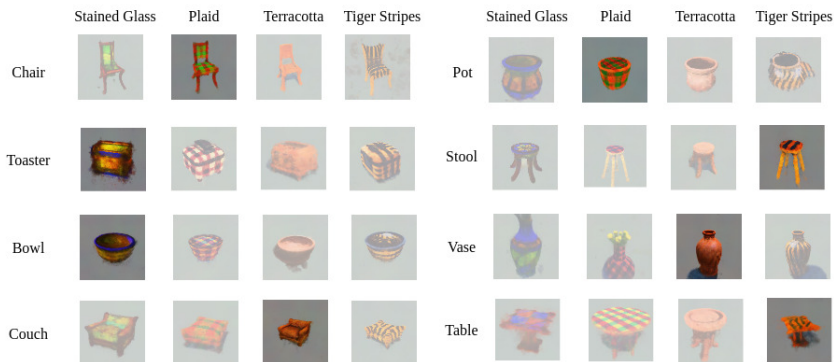 Stained Glass Plaid Terracotta Tiger Stripes
Stained Glass Plaid Terracotta Tiger Stripes
Chair
Pot
Toaster
Stool
Bowl
Vase
Couch
Table